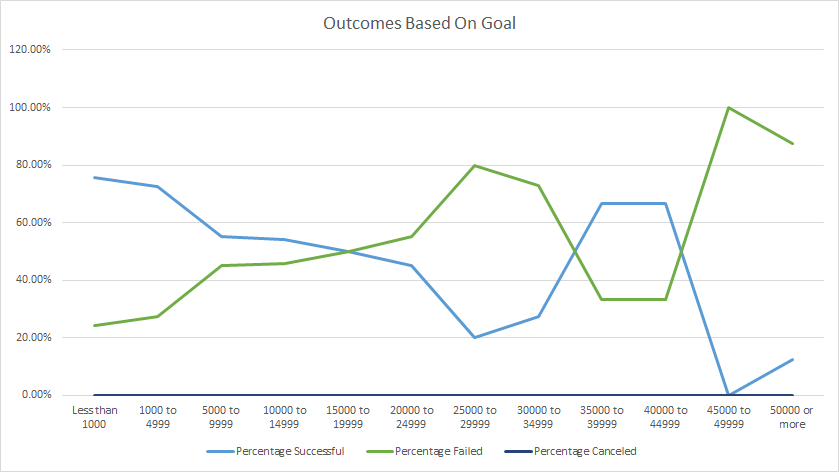 Outcomes Based On Goal
120.00%
100.00%
80.00%
60.00%
40.00%
20.00%
0.00%
Less than 1000 to 5000 to 10000 to 15000 to 20000 to 25000 to 30000 to 35000 to 40000 to 45000 to 50000 or
1000 4999 9999 14999 19999 24999 29999 34999 39999 44999 49999 more
Percentage Successful Percentage Failed Percentage Canceled